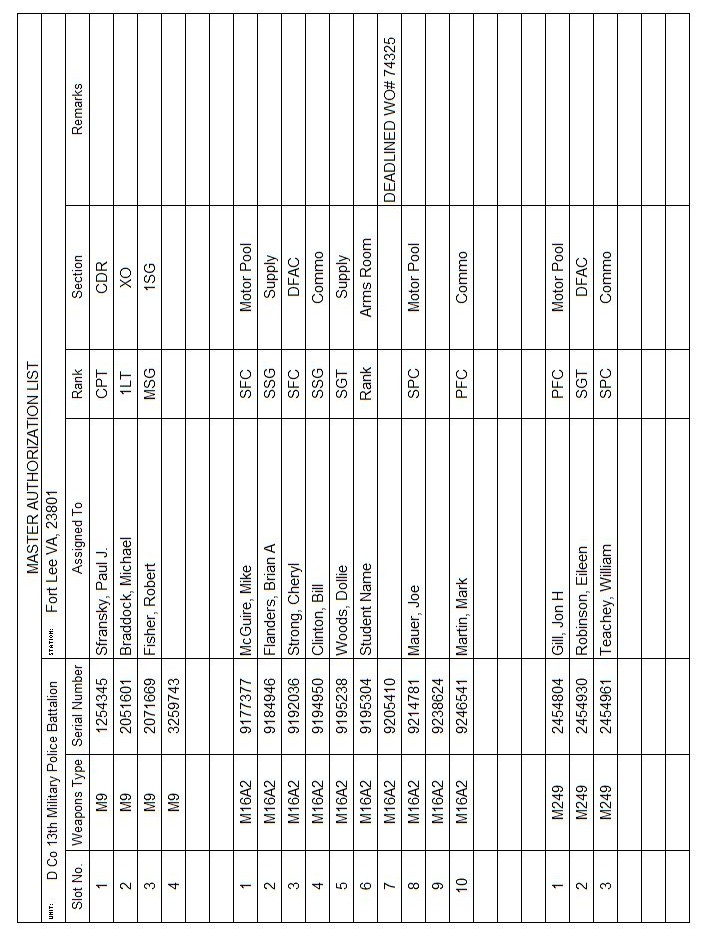 MASTER AUTHORIZATION LIST
UNIT: D Co 13th Military Police Battalion STATION: Fort Lee VA, 23801
Slot No. Weapons Type Serial Number Assigned To Rank Section Remarks
1 M9 1254345 Sfransky, Paul J. CPT CDR
2 M9 2051601 Braddock, Michael 1LT XO
3 M9 2071669 Fisher, Robert MSG 1SG
4 M9 3259743
1 M16A2 9177377 McGuire, Mike SFC Motor Pool
2 M16A2 9184946 Flanders, Brian A SSG Supply
3 M16A2 9192036 Strong, Cheryl SFC DFAC
4 M16A2 9194950 Clinton, Bill SSG Commo
5 M16A2 9195238 Woods, Dollie SGT Supply
6 M16A2 9195304 Student Name Rank Arms Room
7 M16A2 9205410 DEADLINED WO# 74325
8 M16A2 9214781 Mauer, Joe SPC Motor Pool
9 M16A2 9238624
10 M16A2 9246541 Martin, Mark PFC Commo
1 M249 2454804 Gill, Jon H PFC Motor Pool
2 M249 2454930 Robinson, Eileen SGT DFAC
3 M249 2454961 Teachey, William SPC Commo